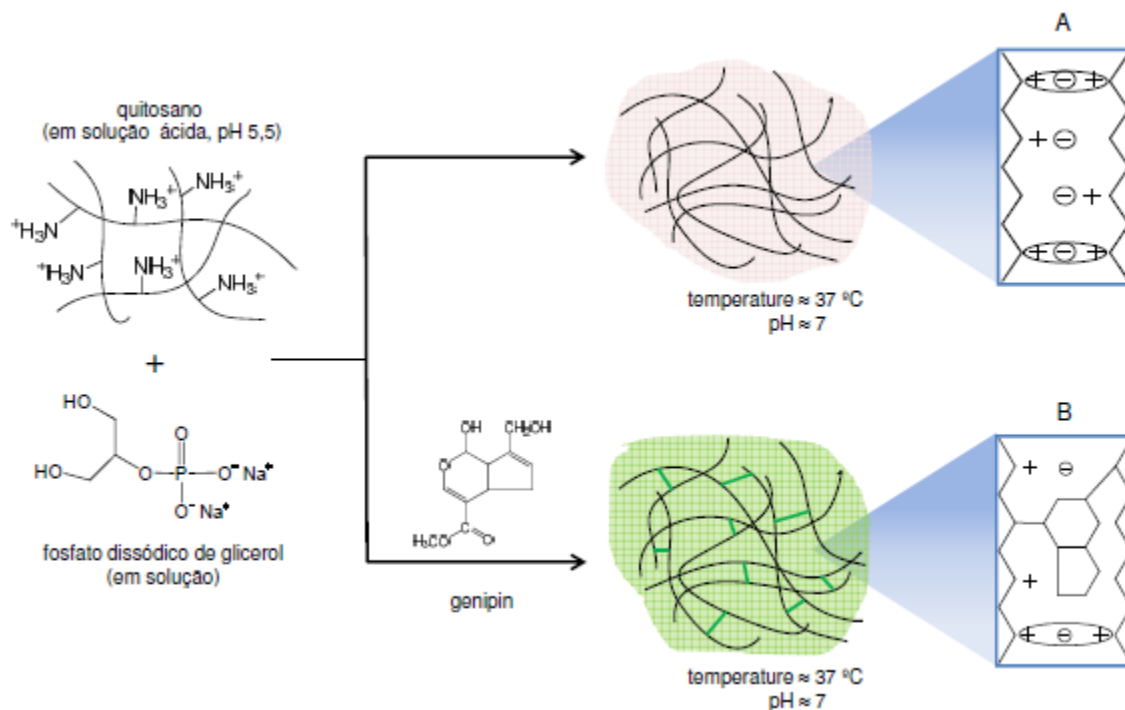 quitosano
(em solução ácida, pH 5,5)
NH₃⁺
NH₃⁺
⁺H₃N
⁺H₃N
NH₃⁺
NH₃⁺
+
HO
HO
O
O
P
O⁻ Na⁺
O⁻ Na⁺
fosfato dissódico de glicerol
(em solução)
OH
CH₂OH
O
C
H₃CO
O
genipin
temperature ≈ 37 ºC
pH ≈ 7
A
+ ⊖ +
+ ⊖
⊖ +
+ ⊖ +
temperature ≈ 37 ºC
pH ≈ 7
B
+ ⊖
+
+ ⊖ +